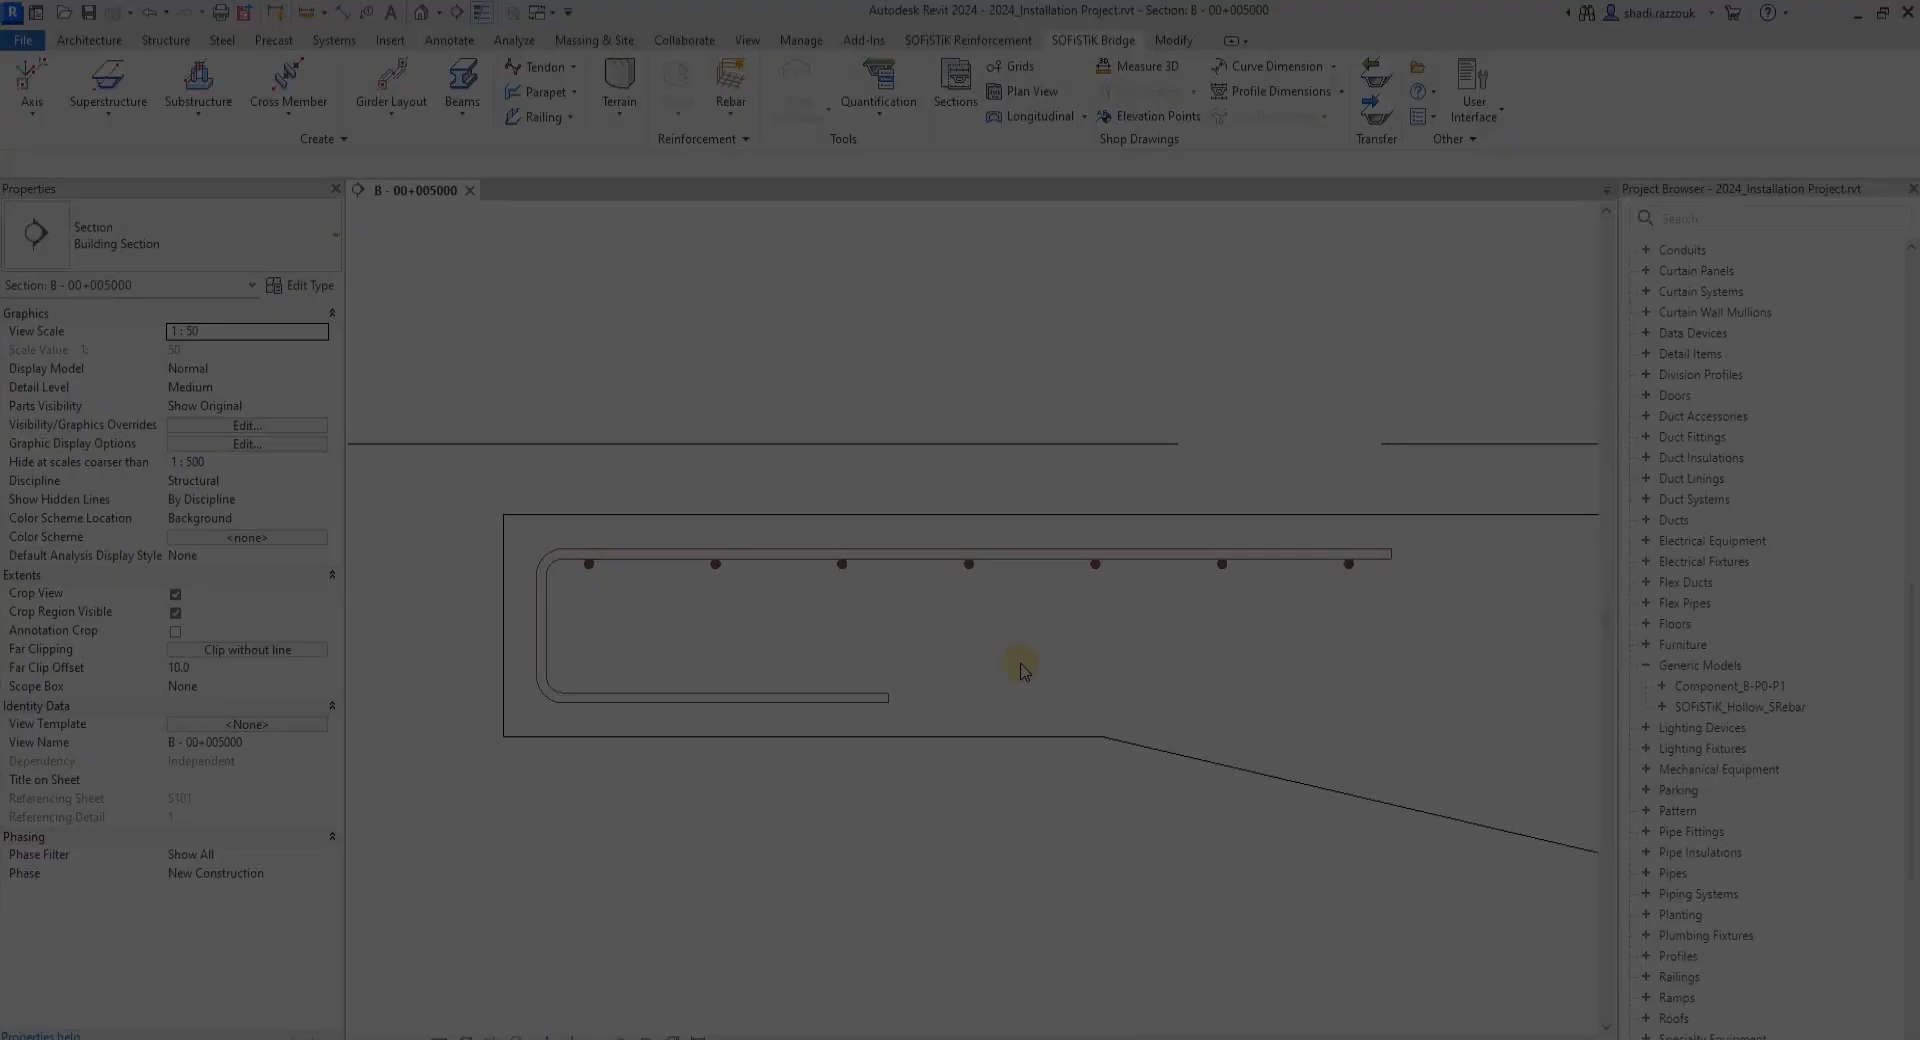 Autodesk Revit 2024 - 2024_Installation Project.rvt - Section: B - 00+005000
shadi.razzouk
File Architecture Structure Steel Precast Systems Insert Annotate Analyze Massing & Site Collaborate View Manage Add-Ins SOFiSTiK Reinforcement SOFiSTiK Bridge Modify
Axis Superstructure Substructure Cross Member Girder Layout Beams
Tendon
Parapet
Railing
Terrain Rebar Quantification Sections
Grids
Plan View
Longitudinal
Measure 3D
Elevation Points
Curve Dimension
Profile Dimensions
User
Interface
Create Reinforcement Tools Shop Drawings Transfer Other
Properties
Section
Building Section
Section: B - 00+005000 Edit Type
Graphics
View Scale 1 : 50
Scale Value 1: 50
Display Model Normal
Detail Level Medium
Parts Visibility Show Original
Visibility/Graphics Overrides Edit...
Graphic Display Options Edit...
Hide at scales coarser than 1 : 500
Discipline Structural
Show Hidden Lines By Discipline
Color Scheme Location Background
Color Scheme <none>
Default Analysis Display Style None
Extents
Crop View
Crop Region Visible
Annotation Crop
Far Clipping Clip without line
Far Clip Offset 10.0
Scope Box None
Identity Data
View Template <None>
View Name B - 00+005000
Dependency Independent
Title on Sheet
Referencing Sheet S101
Referencing Detail 1
Phasing
Phase Filter Show All
Phase New Construction
Properties help
B - 00+005000
Project Browser - 2024_Installation Project.rvt
Search
Conduits
Curtain Panels
Curtain Systems
Curtain Wall Mullions
Data Devices
Detail Items
Division Profiles
Doors
Duct Accessories
Duct Fittings
Duct Insulations
Duct Linings
Duct Systems
Ducts
Electrical Equipment
Electrical Fixtures
Flex Ducts
Flex Pipes
Floors
Furniture
Generic Models
Component_B-P0-P1
SOFiSTiK_Hollow_SRebar
Lighting Devices
Lighting Fixtures
Mechanical Equipment
Parking
Pattern
Pipe Fittings
Pipe Insulations
Pipes
Piping Systems
Planting
Plumbing Fixtures
Profiles
Railings
Ramps
Roofs
Specialty Equipment